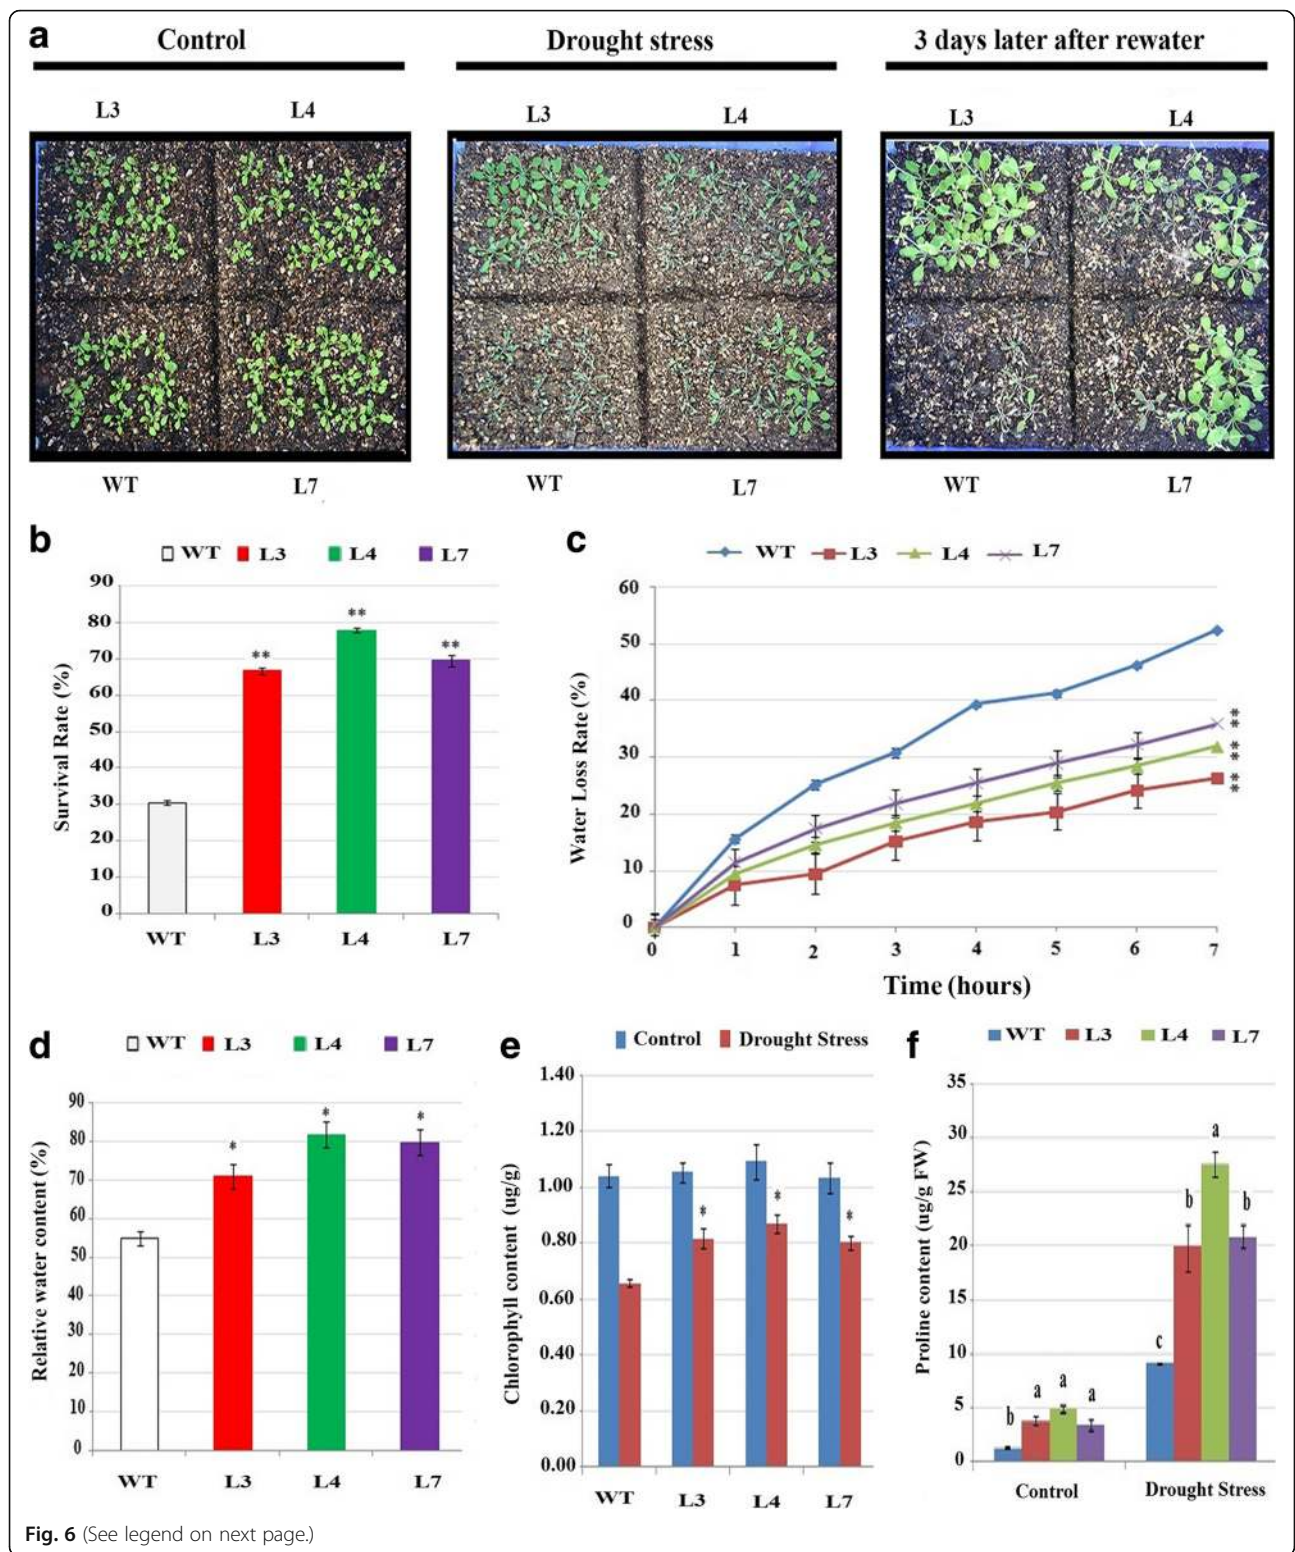 a
Control
Drought stress
3 days later after rewater
L3
L4
L3
L4
L3
L4
WT
L7
WT
L7
WT
L7
b
WT L3 L4 L7
Survival Rate (%)
90
80
70
60
50
40
30
20
10
0
**
**
**
WT L3 L4 L7
c
WT L3 L4 L7
Water Loss Rate (%)
60
50
40
30
20
10
0
**
**
**
0 1 2 3 4 5 6 7
Time (hours)
d
WT L3 L4 L7
Relative water content (%)
90
80
70
60
50
40
30
20
10
0
*
*
*
WT L3 L4 L7
e
Control Drought Stress
Chlorophyll content (ug/g)
1.40
1.20
1.00
0.80
0.60
0.40
0.20
0.00
*
*
*
WT L3 L4 L7
f
WT L3 L4 L7
Proline content (ug/g FW)
35
30
25
20
15
10
5
0
b a a a
c b a b
Control Drought Stress
Fig. 6 (See legend on next page.)